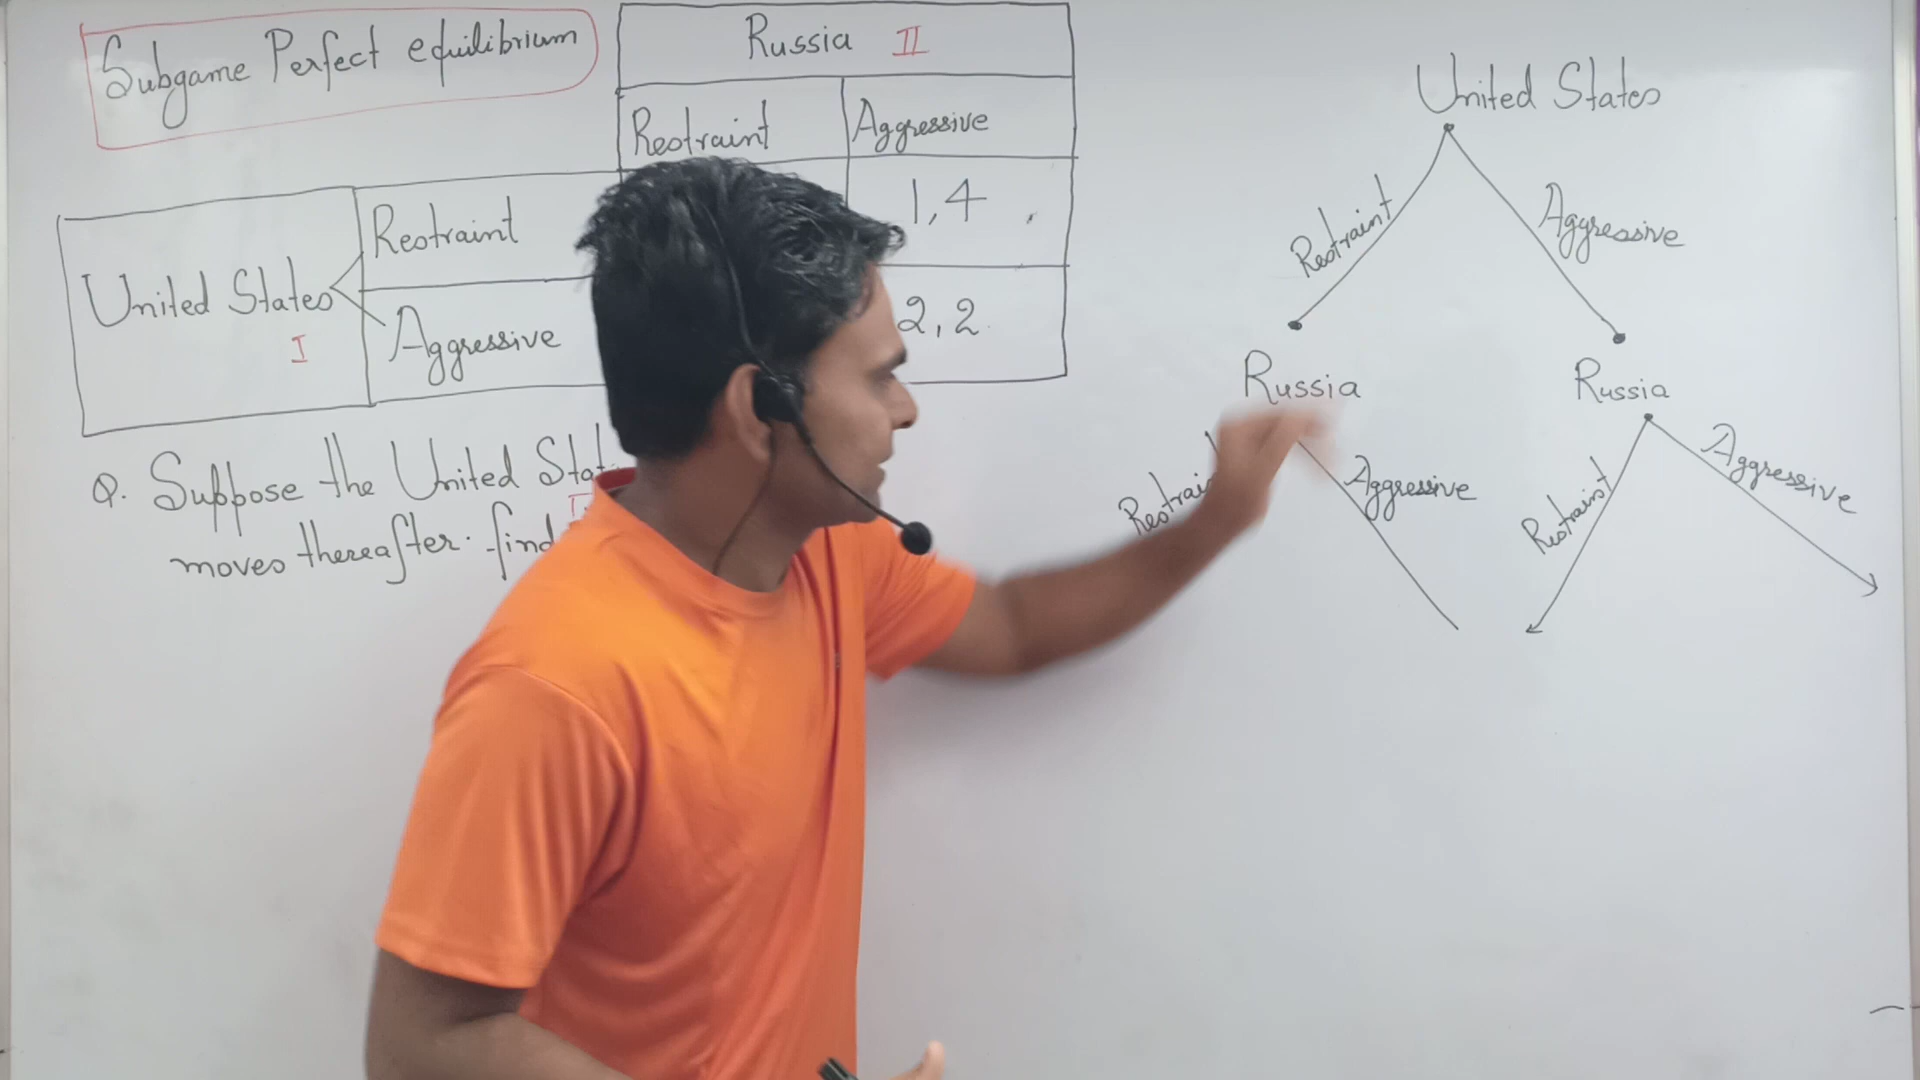 Subgame Perfect equilibrium
Russia II
Restraint
Aggressive
United States
I
Restraint
1, 4
Aggressive
2, 2
Q. Suppose the United
moves thereafter. find
United States
Restraint
Aggressive
Russia
Russia
Aggressive
Restraint
Aggressive